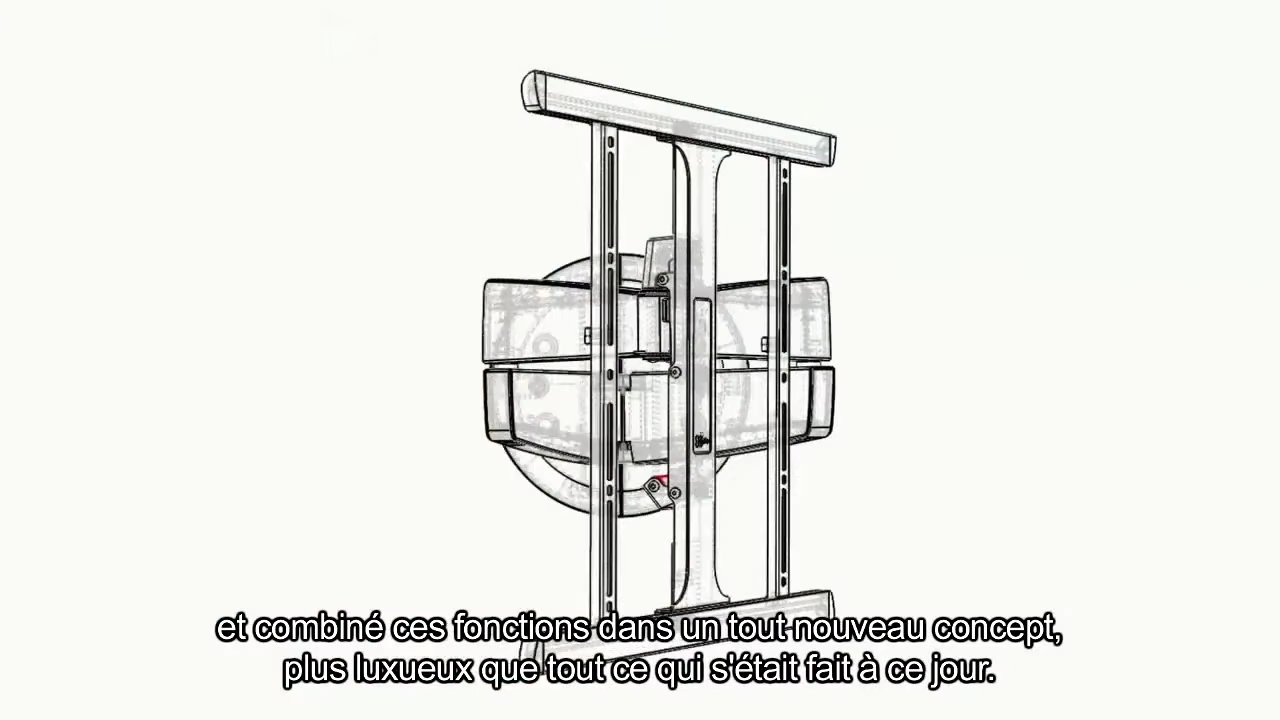 et combiné ces fonctions dans un tout nouveau concept,
plus luxueux que tout ce qui s'était fait à ce jour.